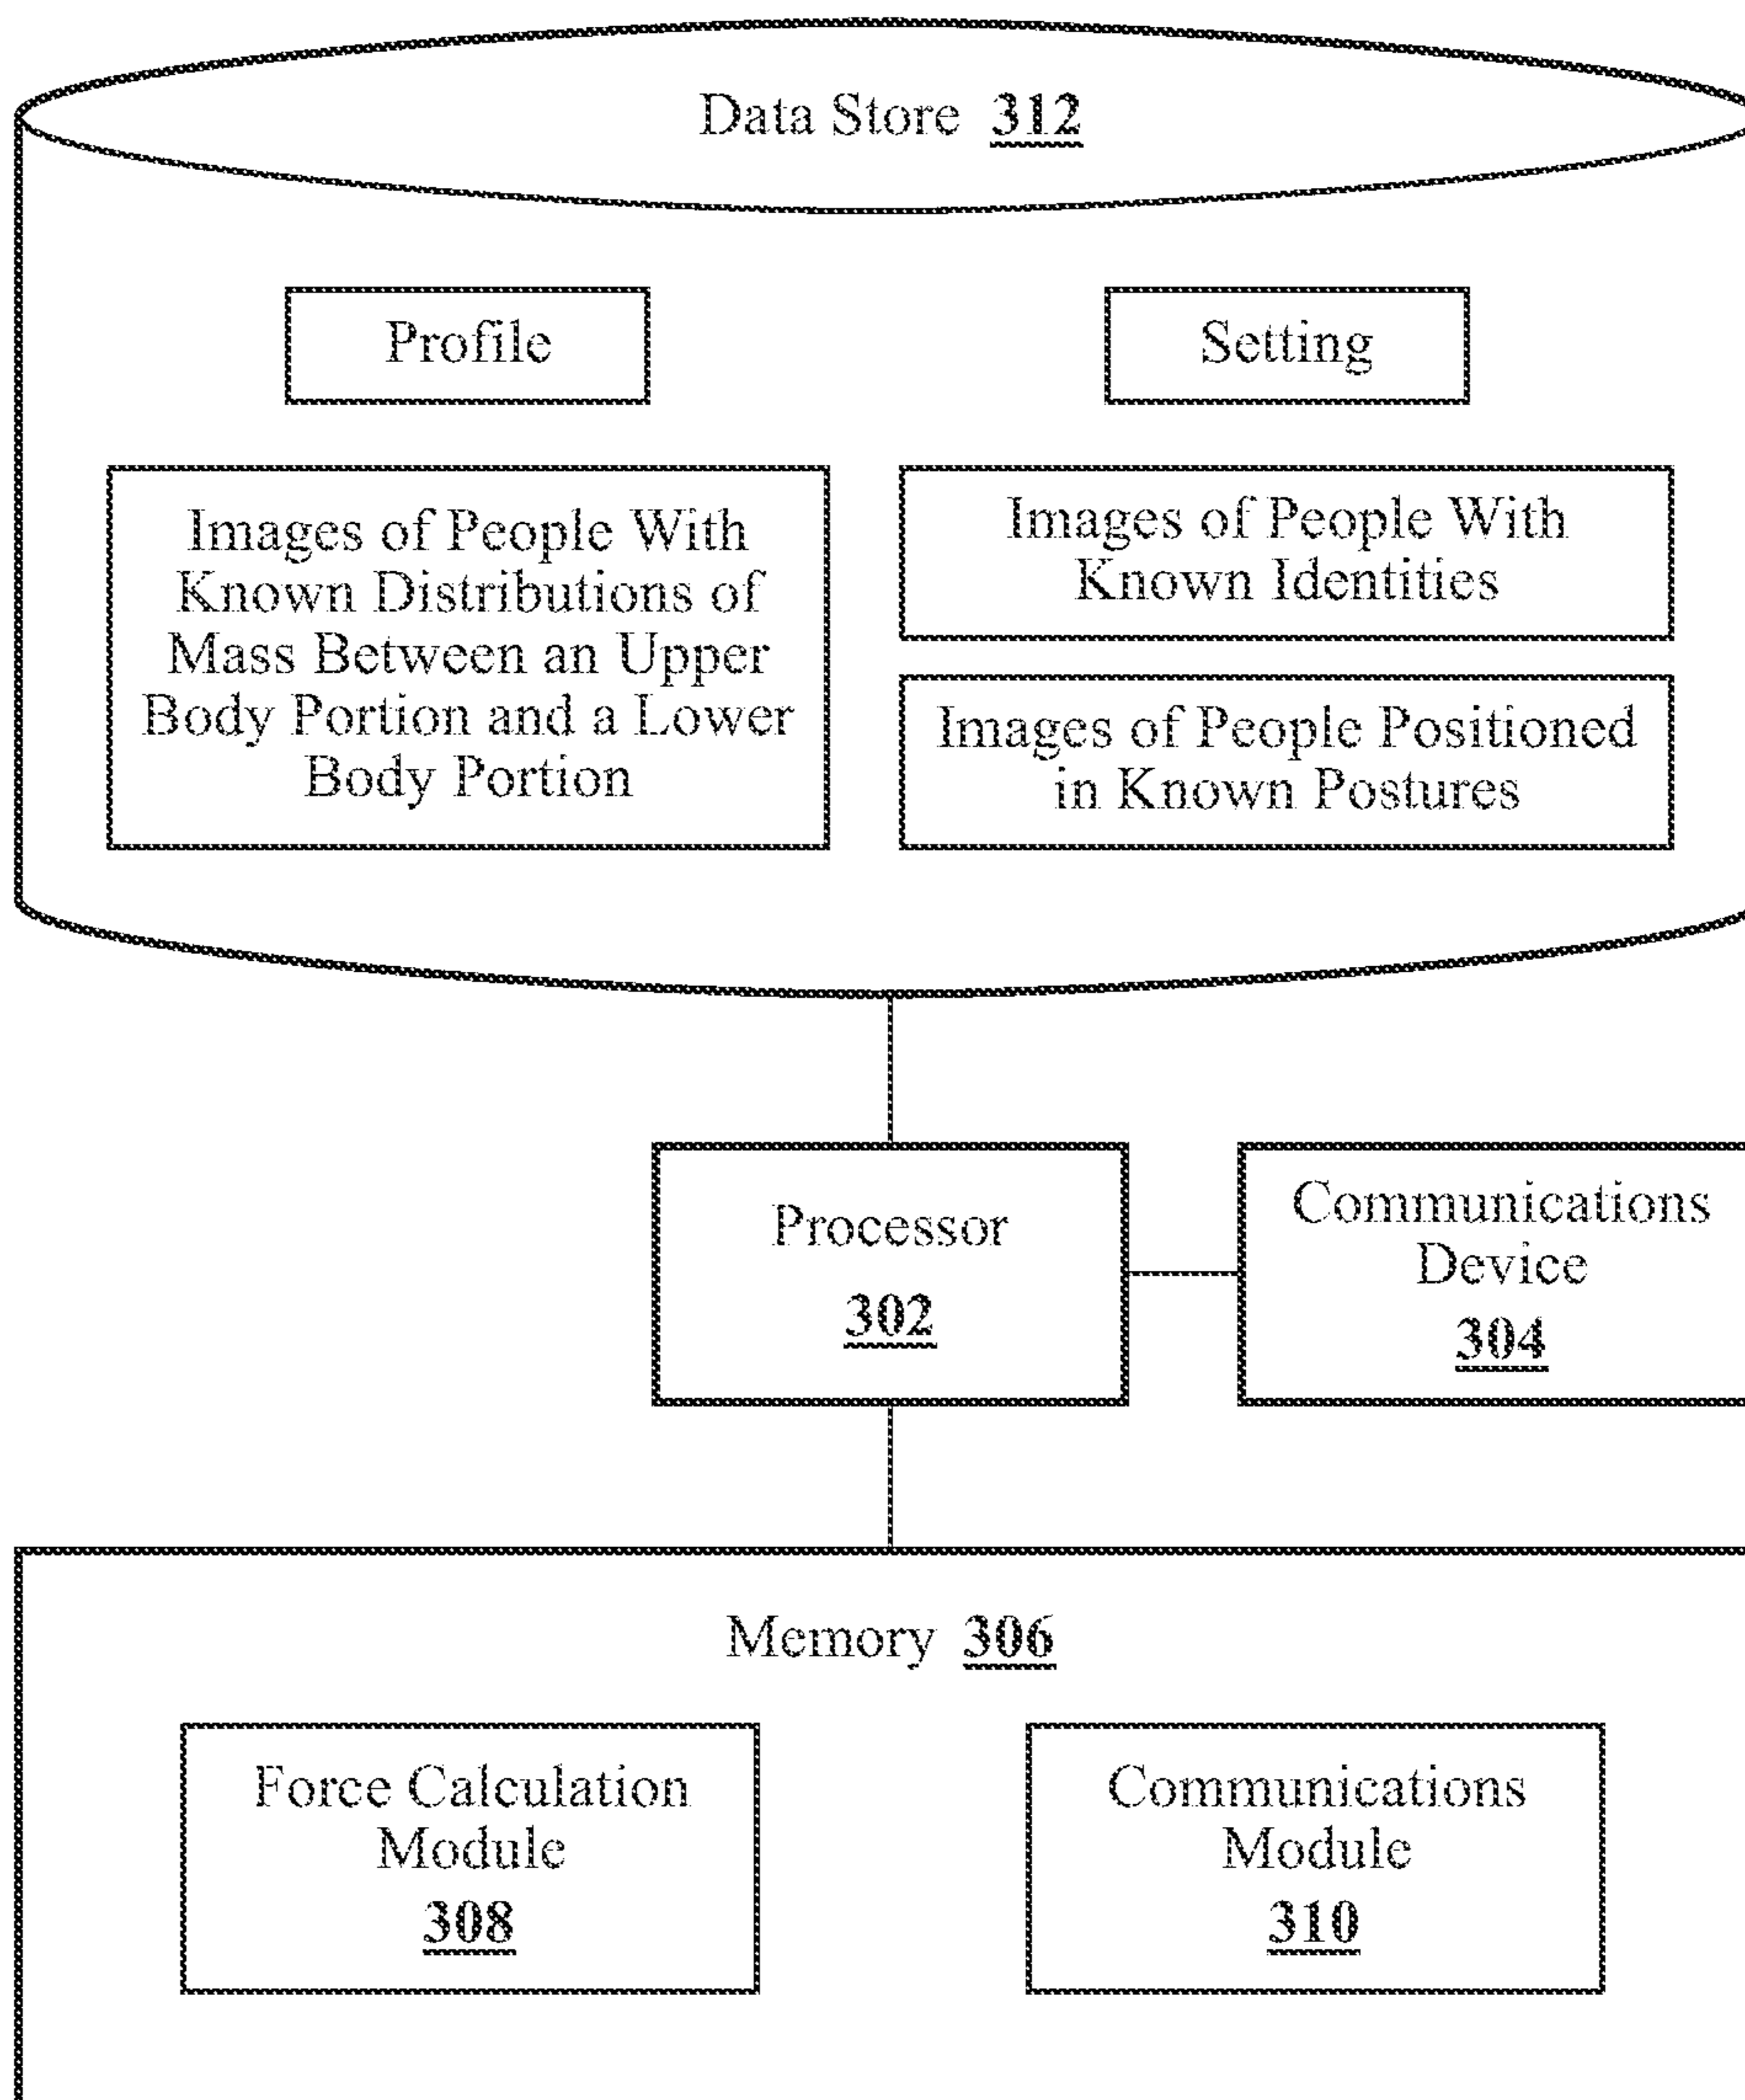 Data Store 312
Profile
Setting
Images of People With
Known Distributions of
Mass Between an Upper
Body Portion and a Lower
Body Portion
Images of People With
Known Identities
Images of People Positioned
in Known Postures
Processor
302
Communications
Device
304
Memory 306
Force Calculation
Module
308
Communications
Module
310